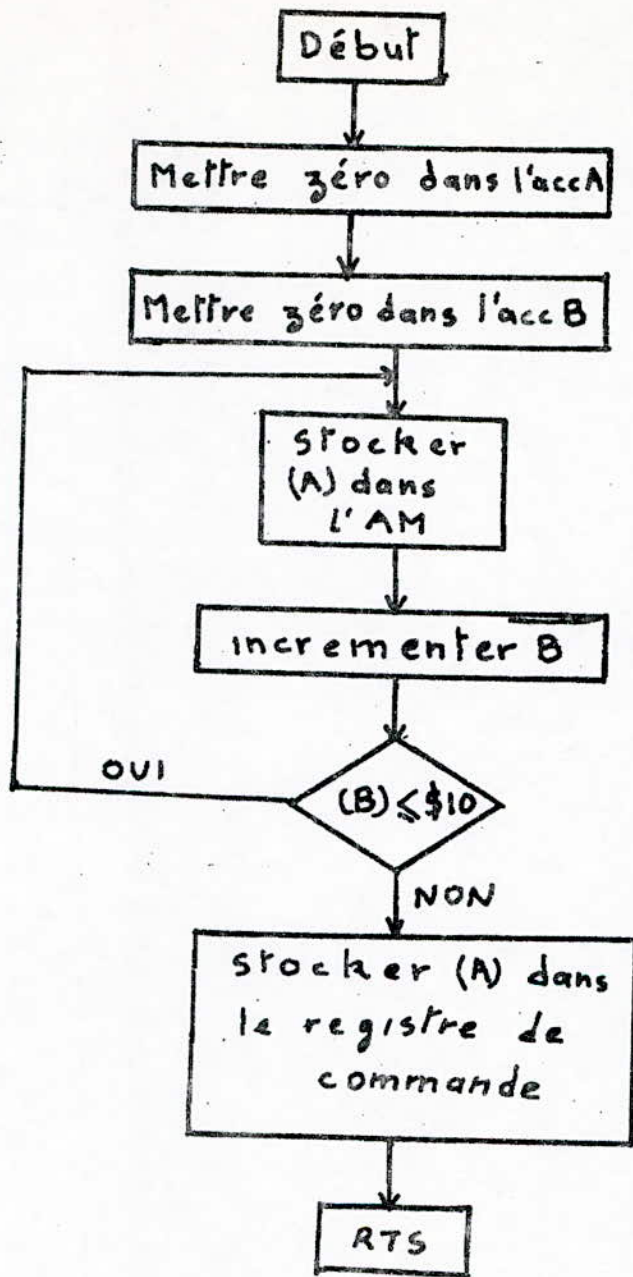 Début
Mettre zéro dans l'accA
Mettre zéro dans l'acc B
stocker
(A) dans
l'AM
incrementer B
OUI
(B) ⩽ $10
NON
stocker (A) dans
le registre de
commande
RTS